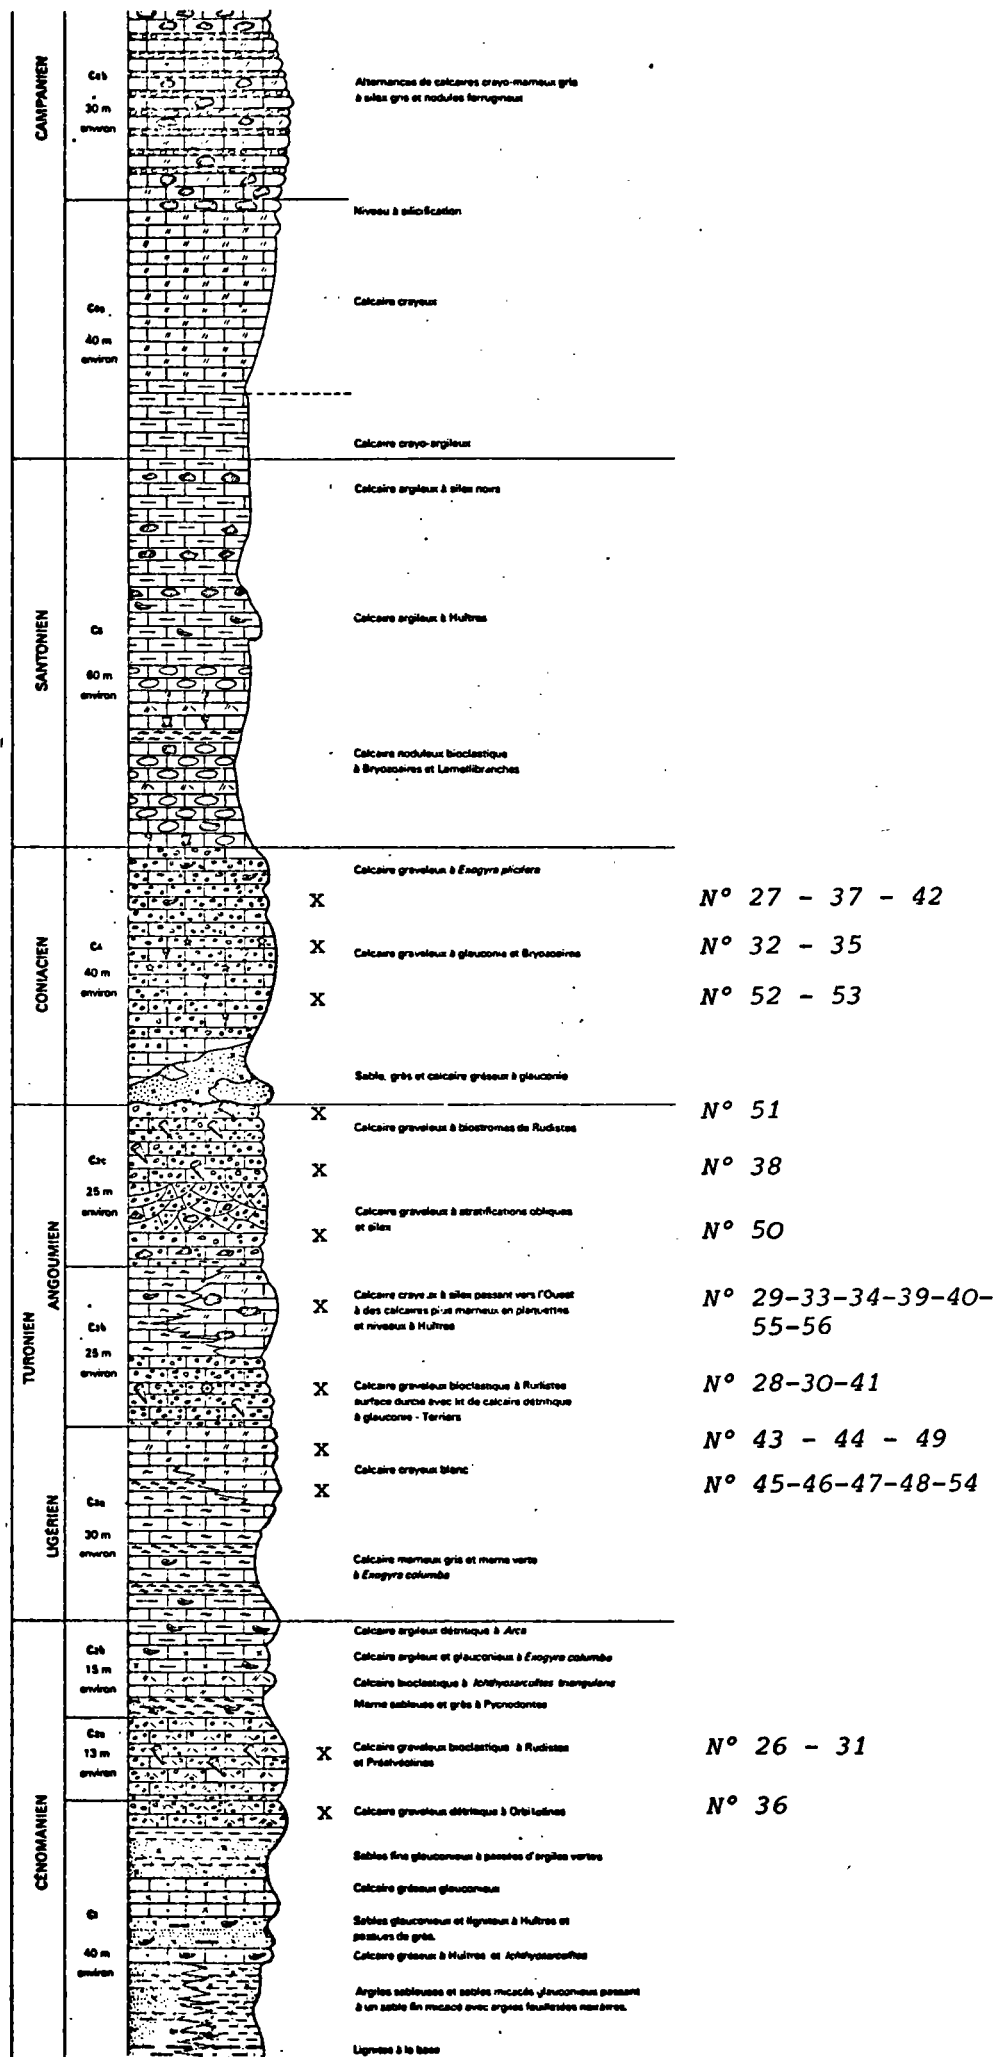 CAMPANIEN
C6b
30 m
environ
Alternances de calcaires crayo-marneux gris
à silex gris et nodules ferrugineux
Niveau à silicification
C6a
40 m
environ
Calcaire crayeux
Calcaire crayo-argileux
SANTONIEN
C5
60 m
environ
Calcaire argileux à silex noirs
Calcaire argileux à Huîtres
Calcaire noduleux bioclastique
à Bryozoaires et Lamellibranches
CONIACIEN
C4
40 m
environ
Calcaire graveleux à Exogyra plicifera
X N° 27 - 37 - 42
X Calcaire graveleux à glauconie et Bryozoaires N° 32 - 35
X N° 52 - 53
Sable, grès et calcaire gréseux à glauconie
TURONIEN
ANGOUMIEN
C3c
25 m
environ
X N° 51
Calcaire graveleux à biostromes de Rudistes
X N° 38
Calcaire graveleux à stratifications obliques
et silex
X N° 50
C3b
25 m
environ
Calcaire crayeux à silex passant vers l'Ouest
à des calcaires plus marneux en plaquettes
et niveaux à Huîtres
X N° 29-33-34-39-40-
55-56
X Calcaire graveleux bioclastique à Rudistes N° 28-30-41
surface durcie avec lit de calcaire détritique
à glauconie - Terriers
LIGÉRIEN
C3a
30 m
environ
X N° 43 - 44 - 49
Calcaire crayeux blanc
X N° 45-46-47-48-54
Calcaire marneux gris et marne verte
à Exogyra columba
CÉNOMANIEN
C2b
15 m
environ
Calcaire argileux détritique à Arca
Calcaire argileux et glauconieux à Exogyra columba
Calcaire bioclastique à Ichthyosarcolites triangularis
Marne sableuse et grès à Pycnodontes
C2a
13 m
environ
X Calcaire graveleux bioclastique à Rudistes N° 26 - 31
et Préalvéolines
X Calcaire graveleux détritique à Orbitolines N° 36
Sables fins glauconieux à passées d'argiles vertes
Calcaire gréseux glauconieux
40 m
environ
Sables glauconieux et ligniteux à Huîtres et
passées de grès.
Calcaire gréseux à Huîtres et Ichthyosarcolites
Argiles sableuses et sables micacés glauconieux passant
à un sable fin micacé avec argiles feuilletées noirâtres.
Lignites à la base